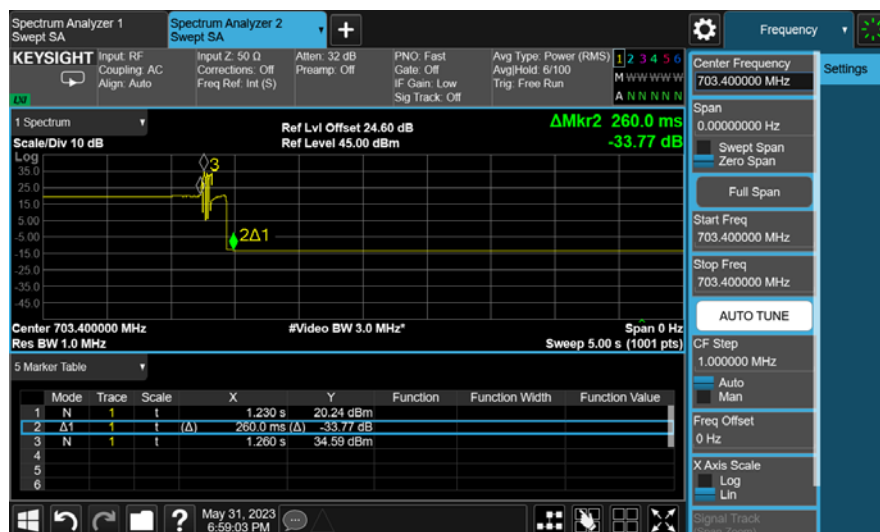 Spectrum Analyzer 1
Swept SA
Spectrum Analyzer 2
Swept SA
+
Frequency
KEYSIGHT
Input: RF
Coupling: AC
Align: Auto
Input Z: 50 Ω
Corrections: Off
Freq Ref: Int (S)
Atten: 32 dB
Preamp: Off
PNO: Fast
Gate: Off
IF Gain: Low
Sig Track: Off
Avg Type: Power (RMS)
Avg|Hold: 6/100
Trig: Free Run
1 2 3 4 5 6
M W W W W W
A N N N N N
LXI
1 Spectrum
Scale/Div 10 dB
Ref Lvl Offset 24.60 dB
Ref Level 45.00 dBm
ΔMkr2 260.0 ms
-33.77 dB
Log
35.0
25.0
15.0
5.00
-5.00
-15.0
-25.0
-35.0
-45.0
3
2Δ1
Center 703.400000 MHz
Res BW 1.0 MHz
#Video BW 3.0 MHz*
Span 0 Hz
Sweep 5.00 s (1001 pts)
5 Marker Table
Mode Trace Scale X Y Function Function Width Function Value
1 N 1 t 1.230 s 20.24 dBm
2 Δ1 1 t (Δ) 260.0 ms (Δ) -33.77 dB
3 N 1 t 1.260 s 34.59 dBm
4
5
6
Center Frequency
703.400000 MHz
Settings
Span
0.00000000 Hz
Swept Span
Zero Span
Full Span
Start Freq
703.400000 MHz
Stop Freq
703.400000 MHz
AUTO TUNE
CF Step
1.000000 MHz
Auto
Man
Freq Offset
0 Hz
X Axis Scale
Log
Lin
Signal Track
(Span Zoom)
?
May 31, 2023
6:59:03 PM